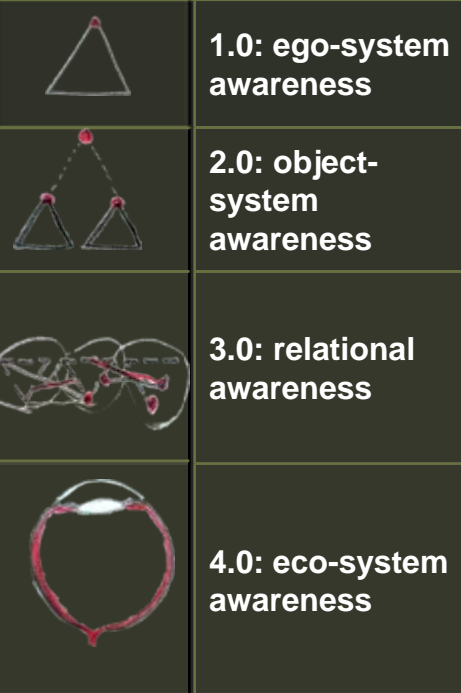 1.0: ego-system
awareness
2.0: object-
system
awareness
3.0: relational
awareness
4.0: eco-system
awareness